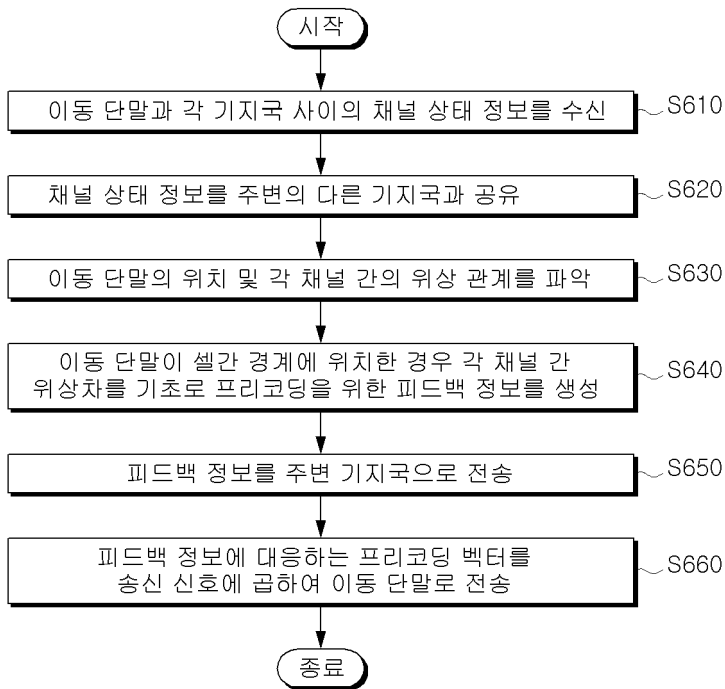 시작
이동 단말과 각 기지국 사이의 채널 상태 정보를 수신
S610
채널 상태 정보를 주변의 다른 기지국과 공유
S620
이동 단말의 위치 및 각 채널 간의 위상 관계를 파악
S630
이동 단말이 셀간 경계에 위치한 경우 각 채널 간
위상차를 기초로 프리코딩을 위한 피드백 정보를 생성
S640
피드백 정보를 주변 기지국으로 전송
S650
피드백 정보에 대응하는 프리코딩 벡터를
송신 신호에 곱하여 이동 단말로 전송
S660
종료